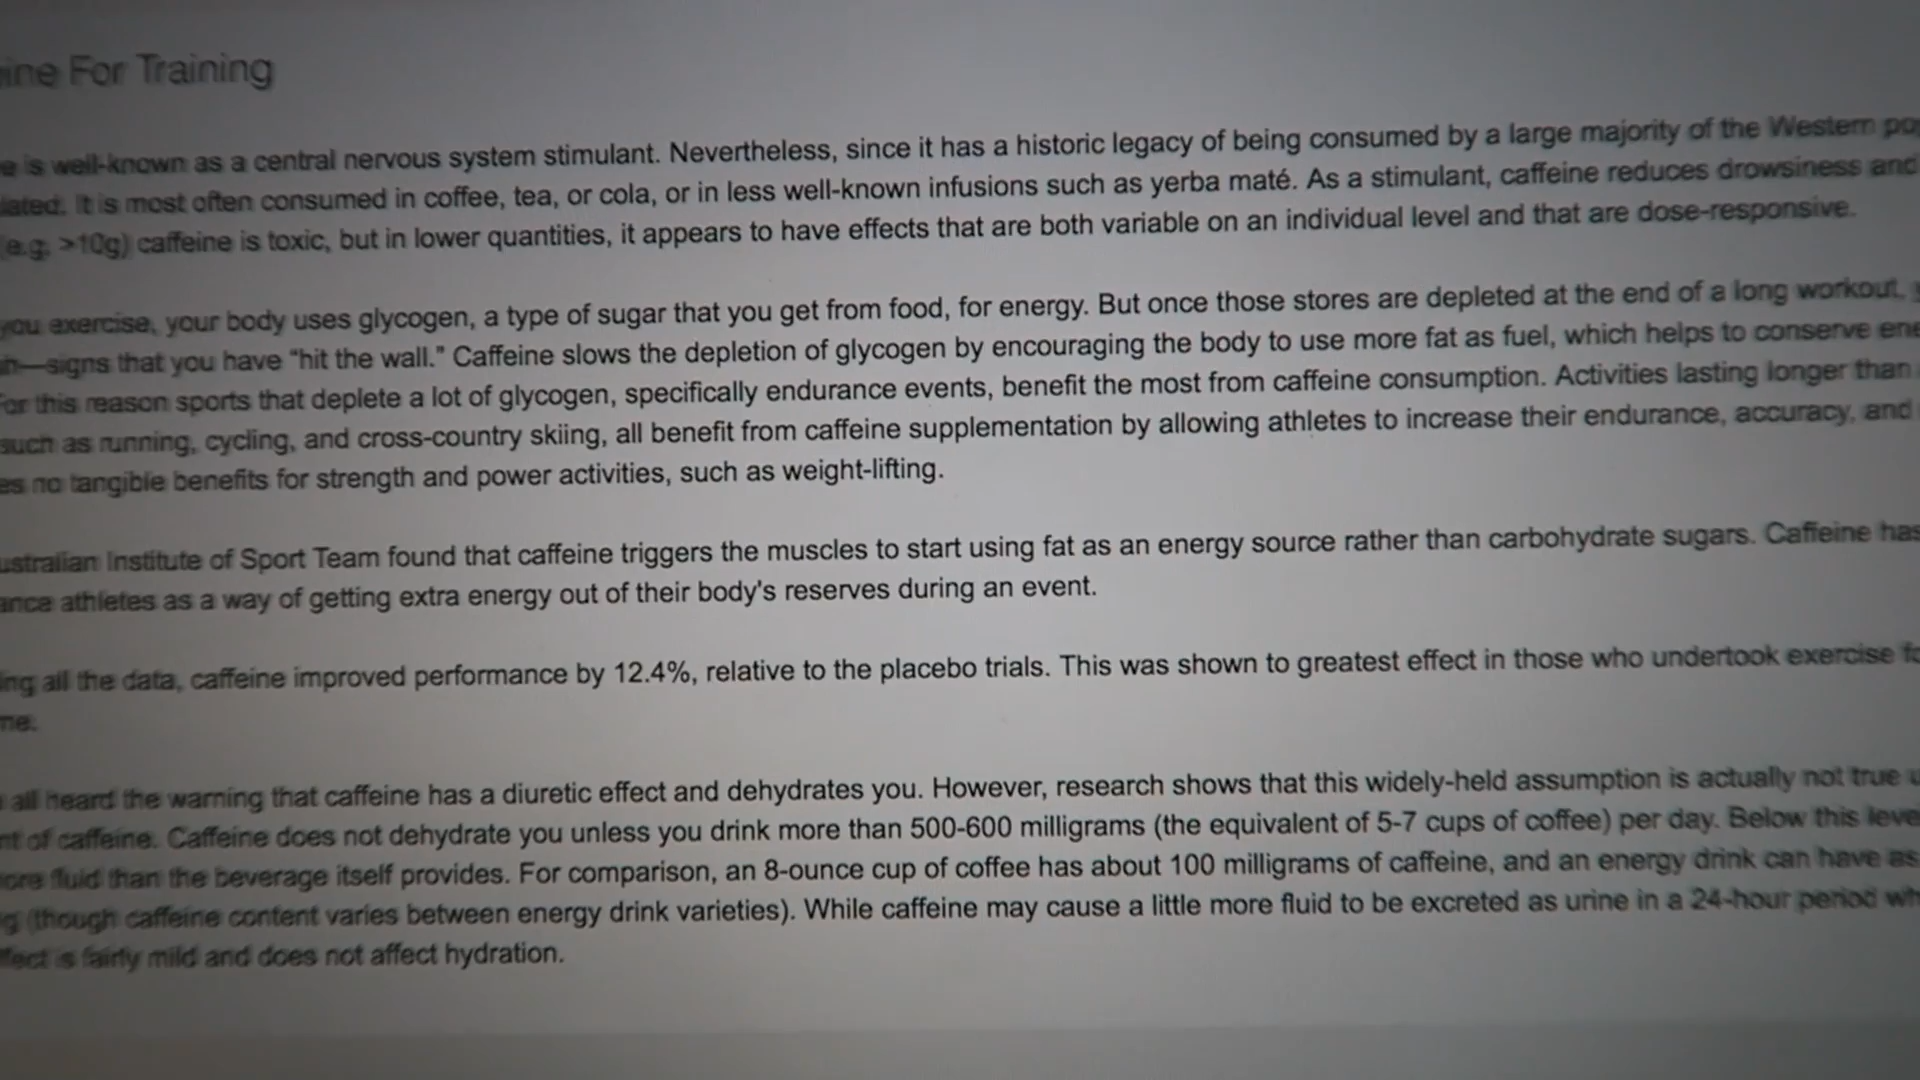 For Training
is well-known as a central nervous system stimulant. Nevertheless, since it has a historic legacy of being consumed by a large majority of the Western
It is most often consumed in coffee, tea, or cola, or in less well-known infusions such as yerba maté. As a stimulant, caffeine reduces drowsiness and
(e.g. >10g) caffeine is toxic, but in lower quantities, it appears to have effects that are both variable on an individual level and that are dose-responsive.
you exercise, your body uses glycogen, a type of sugar that you get from food, for energy. But once those stores are depleted at the end of a long workout,
signs that you have “hit the wall.” Caffeine slows the depletion of glycogen by encouraging the body to use more fat as fuel, which helps to conserve
For this reason sports that deplete a lot of glycogen, specifically endurance events, benefit the most from caffeine consumption. Activities lasting longer than
such as running, cycling, and cross-country skiing, all benefit from caffeine supplementation by allowing athletes to increase their endurance, accuracy, and
no tangible benefits for strength and power activities, such as weight-lifting.
Institute of Sport Team found that caffeine triggers the muscles to start using fat as an energy source rather than carbohydrate sugars. Caffeine has
athletes as a way of getting extra energy out of their body's reserves during an event.
all the data, caffeine improved performance by 12.4%, relative to the placebo trials. This was shown to greatest effect in those who undertook exercise
all heard the warning that caffeine has a diuretic effect and dehydrates you. However, research shows that this widely-held assumption is actually not true
of caffeine. Caffeine does not dehydrate you unless you drink more than 500-600 milligrams (the equivalent of 5-7 cups of coffee) per day. Below this
fluid than the beverage itself provides. For comparison, an 8-ounce cup of coffee has about 100 milligrams of caffeine, and an energy drink can have as
(though caffeine content varies between energy drink varieties). While caffeine may cause a little more fluid to be excreted as urine in a 24-hour period
is fairly mild and does not affect hydration.